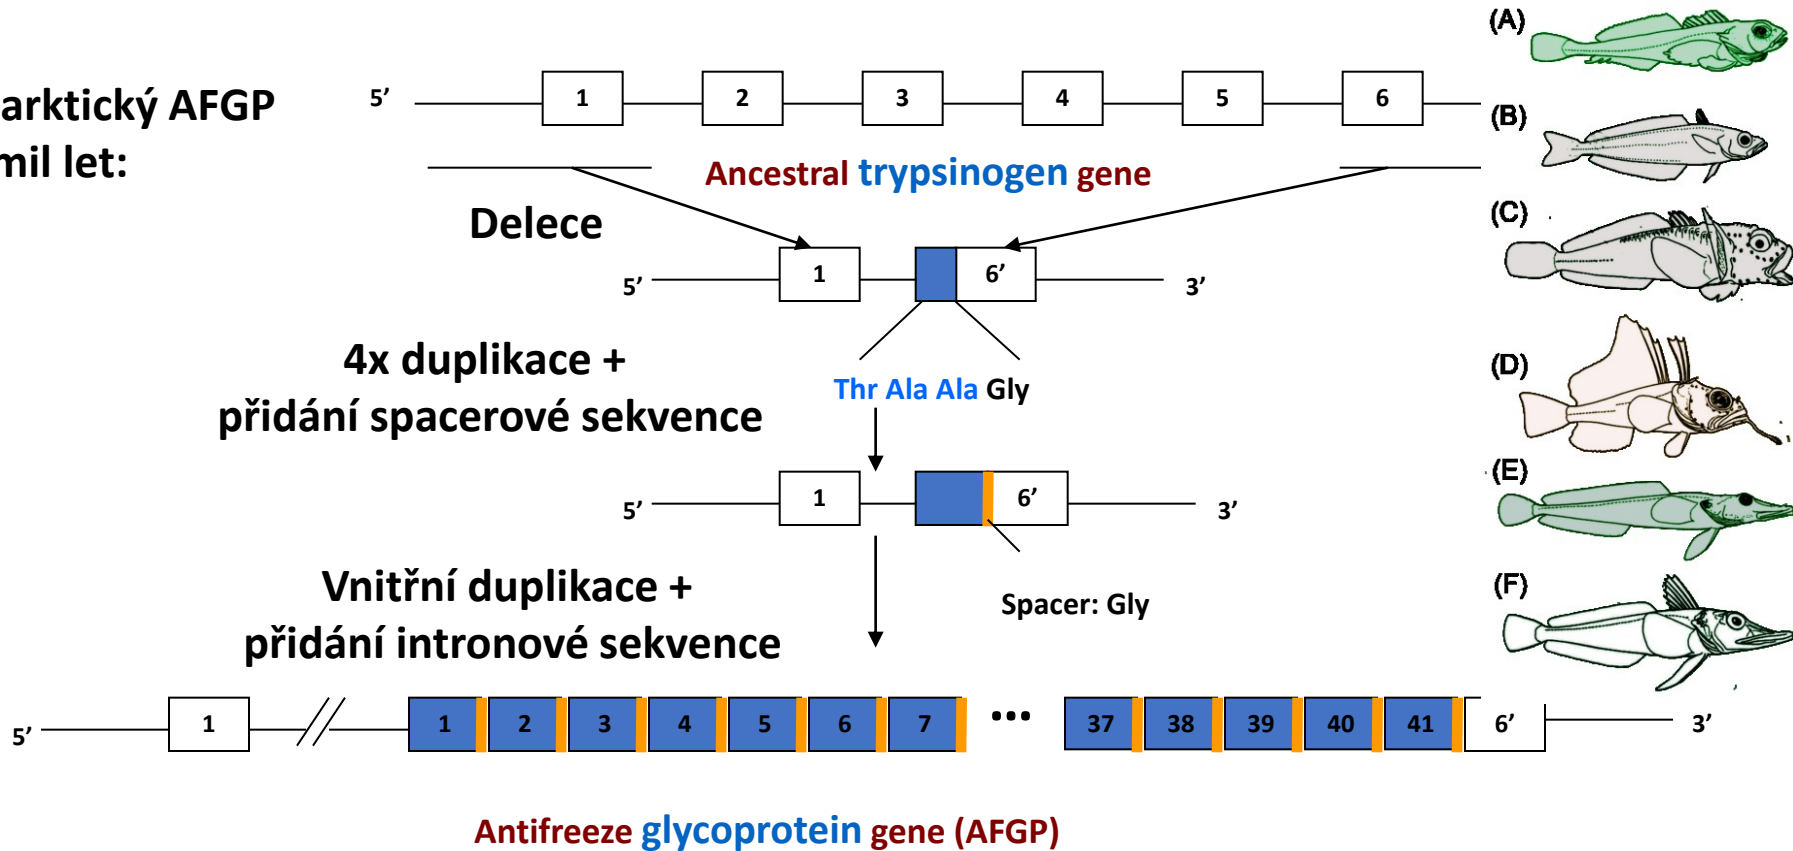 arktický AFGP
mil let:
5’ 1 2 3 4 5 6
Ancestral trypsinogen gene
Delece
5’ 1 6’ 3’
4x duplikace +
přidání spacerové sekvence
Thr Ala Ala Gly
5’ 1 6’ 3’
Vnitřní duplikace +
přidání intronové sekvence
Spacer: Gly
5’ 1 1 2 3 4 5 6 7 ... 37 38 39 40 41 6’ 3’
Antifreeze glycoprotein gene (AFGP)
(A)
(B)
(C)
(D)
(E)
(F)